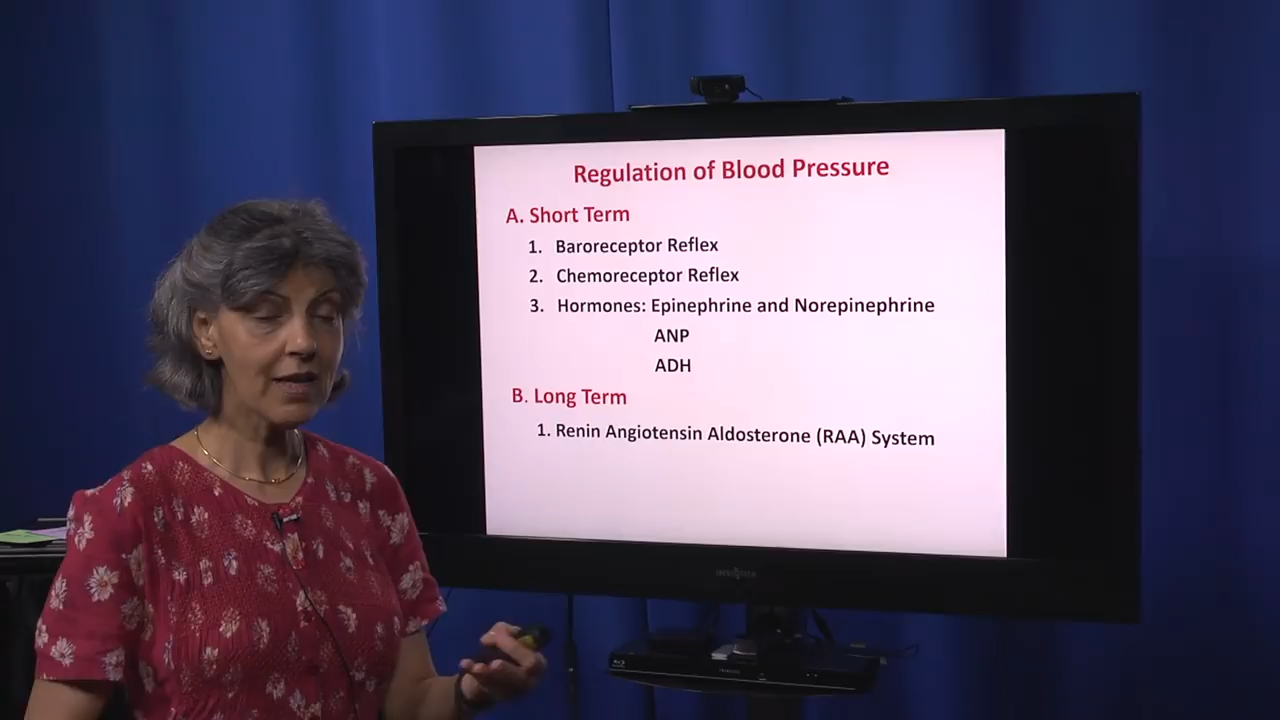 Regulation of Blood Pressure
A. Short Term
1. Baroreceptor Reflex
2. Chemoreceptor Reflex
3. Hormones: Epinephrine and Norepinephrine
ANP
ADH
B. Long Term
1. Renin Angiotensin Aldosterone (RAA) System
INSIGNIA